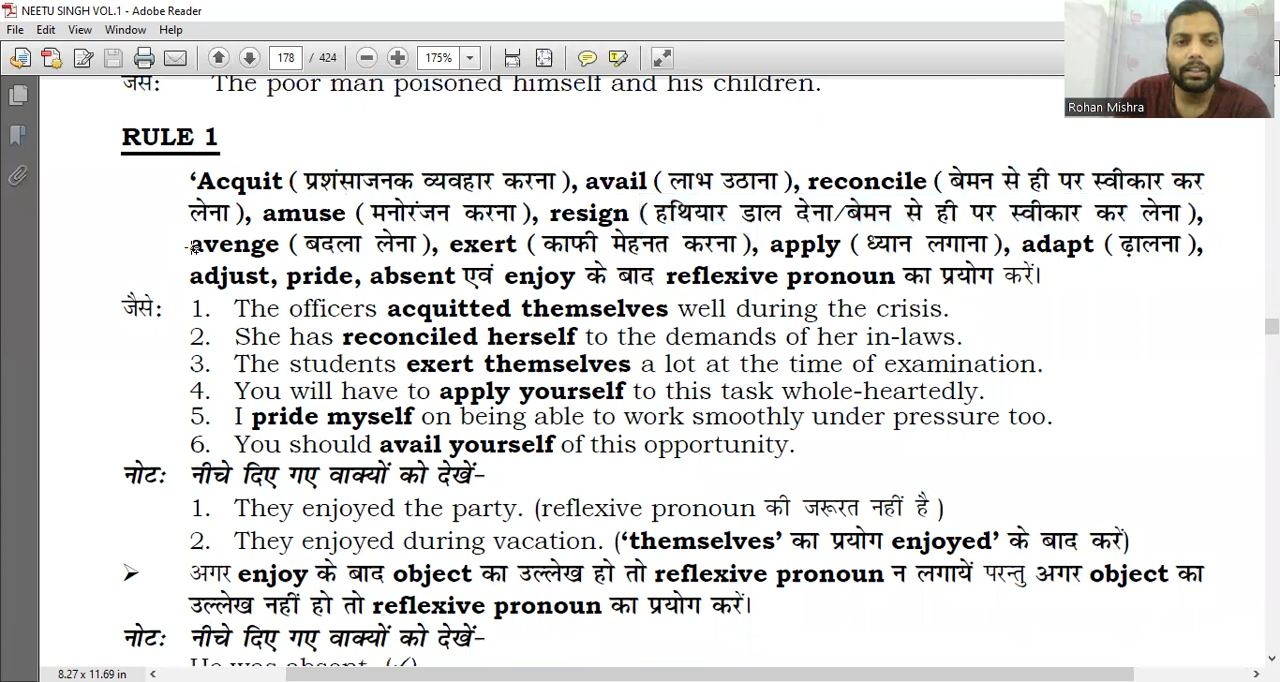 NEETU SINGH VOL.1 - Adobe Reader
File Edit View Window Help
178 / 424 175%
Rohan Mishra
जैसे: The poor man poisoned himself and his children.
RULE 1
‘Acquit (प्रशंसाजनक व्यवहार करना), avail (लाभ उठाना), reconcile (बेमन से ही पर स्वीकार कर
लेना), amuse (मनोरंजन करना), resign (हथियार डाल देना/बेमन से ही पर स्वीकार कर लेना),
avenge (बदला लेना), exert (काफी मेहनत करना), apply (ध्यान लगाना), adapt (ढ़ालना),
adjust, pride, absent एवं enjoy के बाद reflexive pronoun का प्रयोग करें।
जैसे: 1. The officers acquitted themselves well during the crisis.
2. She has reconciled herself to the demands of her in-laws.
3. The students exert themselves a lot at the time of examination.
4. You will have to apply yourself to this task whole-heartedly.
5. I pride myself on being able to work smoothly under pressure too.
6. You should avail yourself of this opportunity.
नोट: नीचे दिए गए वाक्यों को देखें-
1. They enjoyed the party. (reflexive pronoun की जरूरत नहीं है )
2. They enjoyed during vacation. (‘themselves’ का प्रयोग enjoyed’ के बाद करें)
➤ अगर enjoy के बाद object का उल्लेख हो तो reflexive pronoun न लगायें परन्तु अगर object का
उल्लेख नहीं हो तो reflexive pronoun का प्रयोग करें।
नोट: नीचे दिए गए वाक्यों को देखें-
He was absent. (✓)
8.27 x 11.69 in